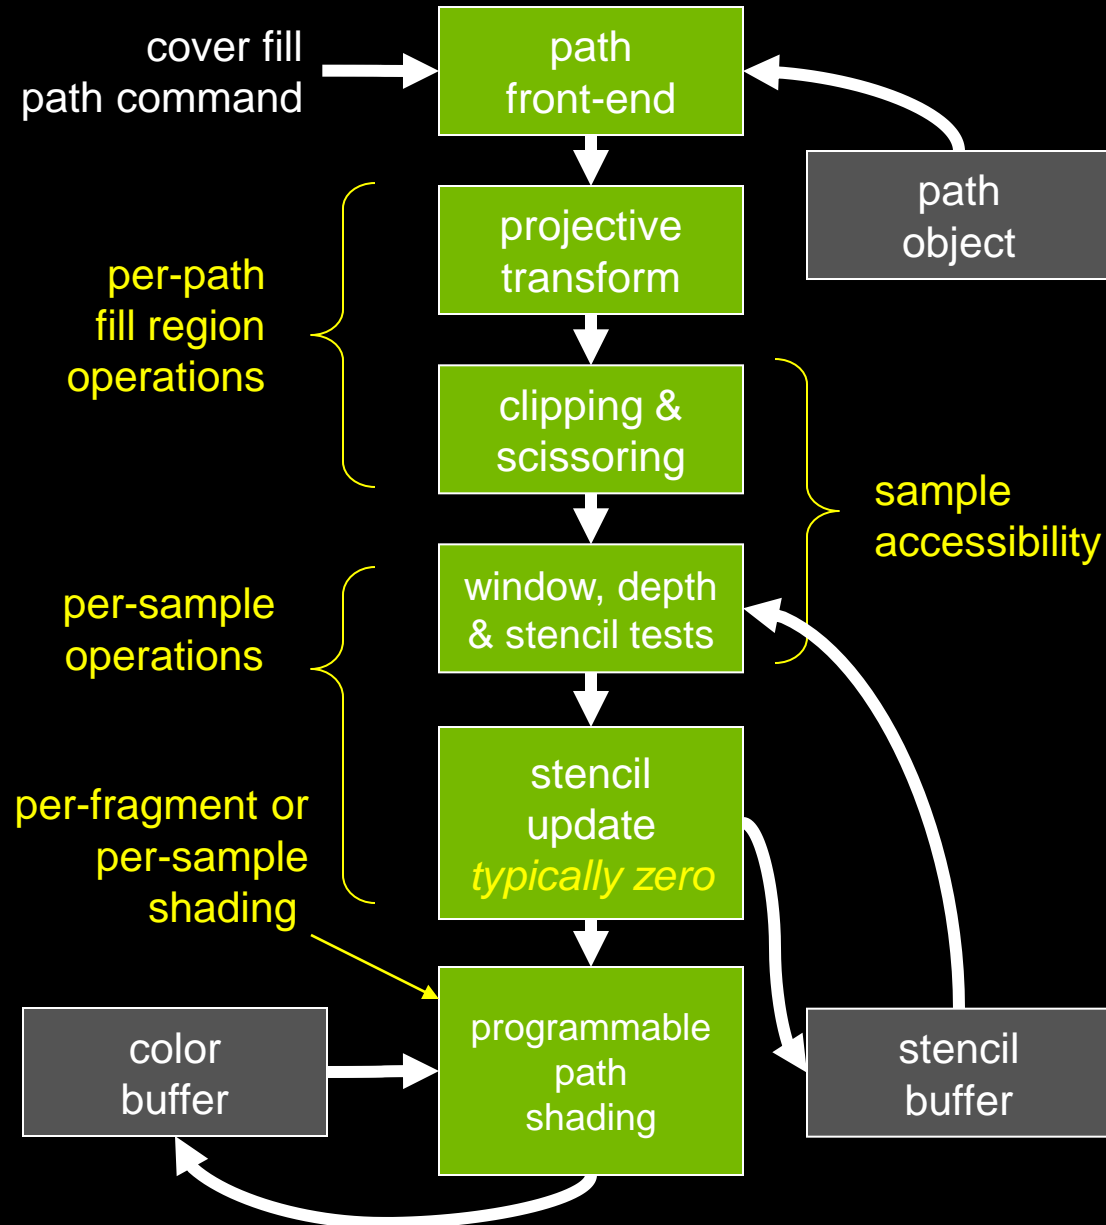 cover fill
path command
path
front-end
path
object
projective
transform
per-path
fill region
operations
clipping &
scissoring
sample
accessibility
window, depth
& stencil tests
per-sample
operations
stencil
update
typically zero
per-fragment or
per-sample
shading
programmable
path
shading
color
buffer
stencil
buffer